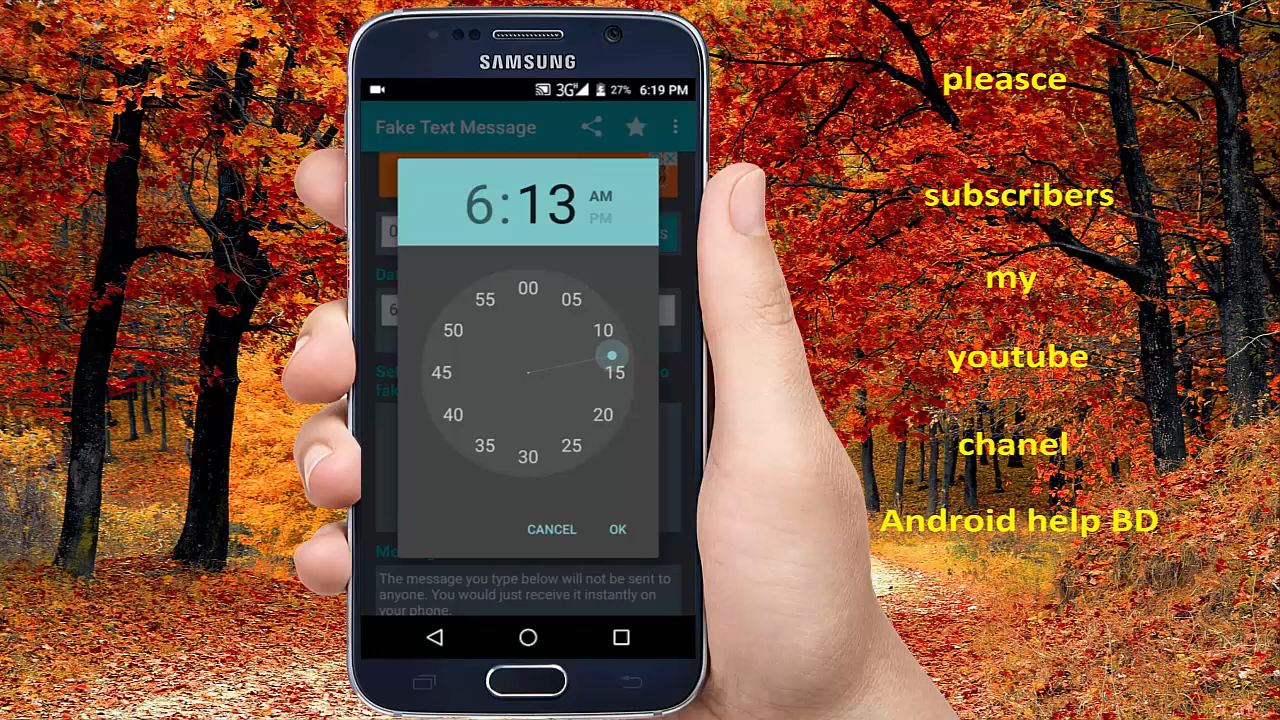 SAMSUNG
3G 27% 6:19 PM
Fake Text Message
6:13 AM
PM
00
55 05
50 10
45 15
40 20
35 25
30
CANCEL OK
The message you type below will not be sent to
anyone. You would just receive it instantly on
your phone.
pleasce
subscribers
my
youtube
chanel
Android help BD